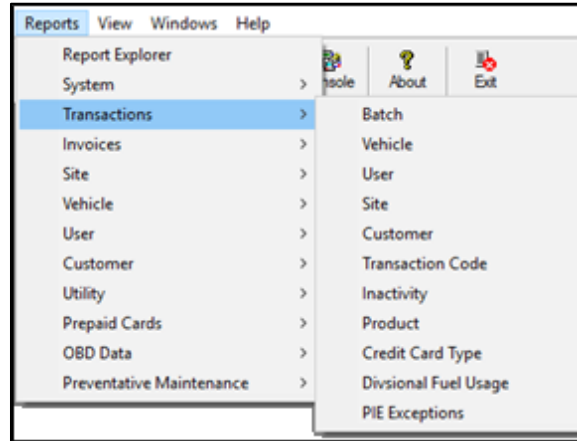 Reports View Windows Help
Report Explorer
System
Transactions
Invoices
Site
Vehicle
User
Customer
Utility
Prepaid Cards
OBD Data
Preventative Maintenance
nsole About Exit
Batch
Vehicle
User
Site
Customer
Transaction Code
Inactivity
Product
Credit Card Type
Divsional Fuel Usage
PIE Exceptions